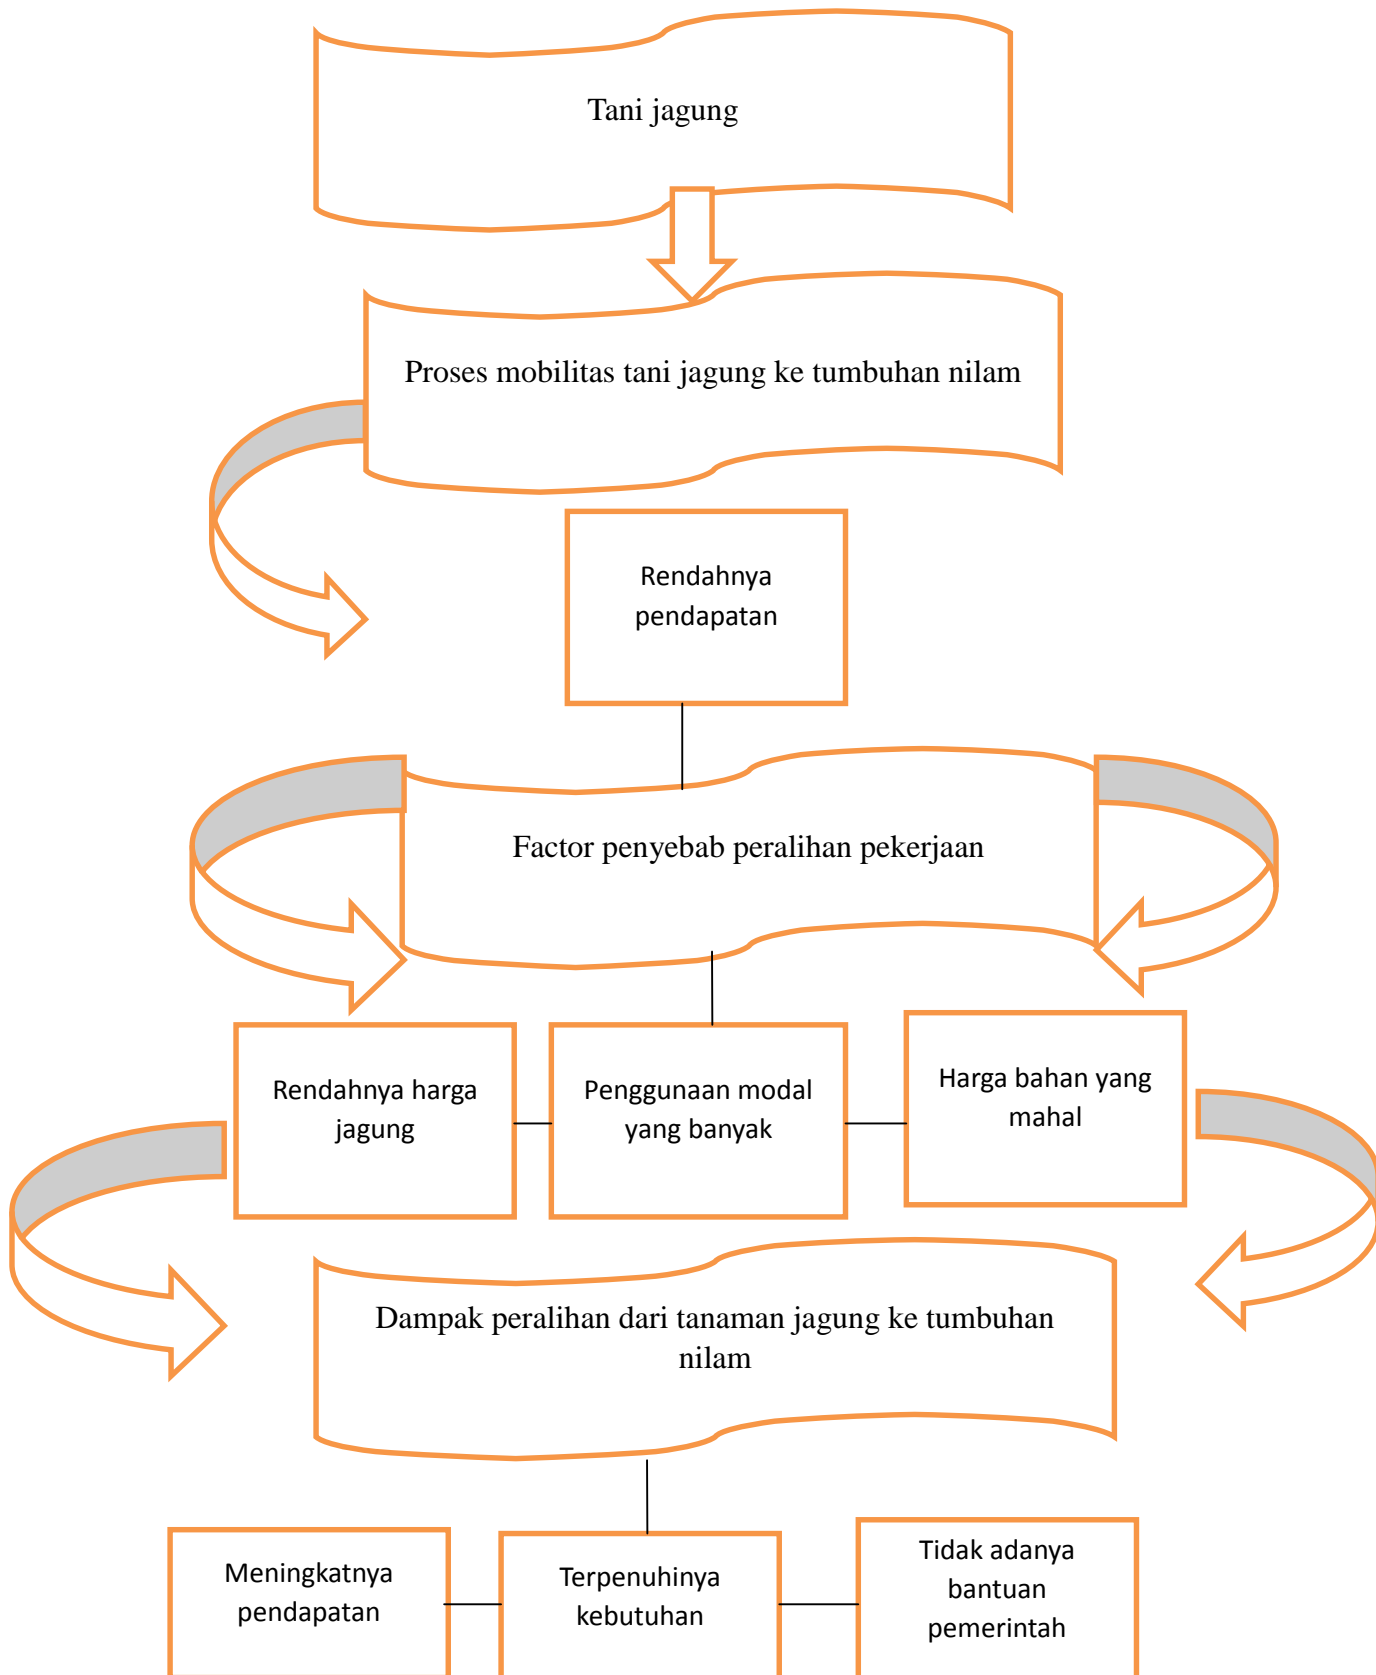 Tani jagung
Proses mobilitas tani jagung ke tumbuhan nilam
Rendahnya
pendapatan
Factor penyebab peralihan pekerjaan
Rendahnya harga
jagung
Penggunaan modal
yang banyak
Harga bahan yang
mahal
Dampak peralihan dari tanaman jagung ke tumbuhan
nilam
Meningkatnya
pendapatan
Terpenuhinya
kebutuhan
Tidak adanya
bantuan
pemerintah